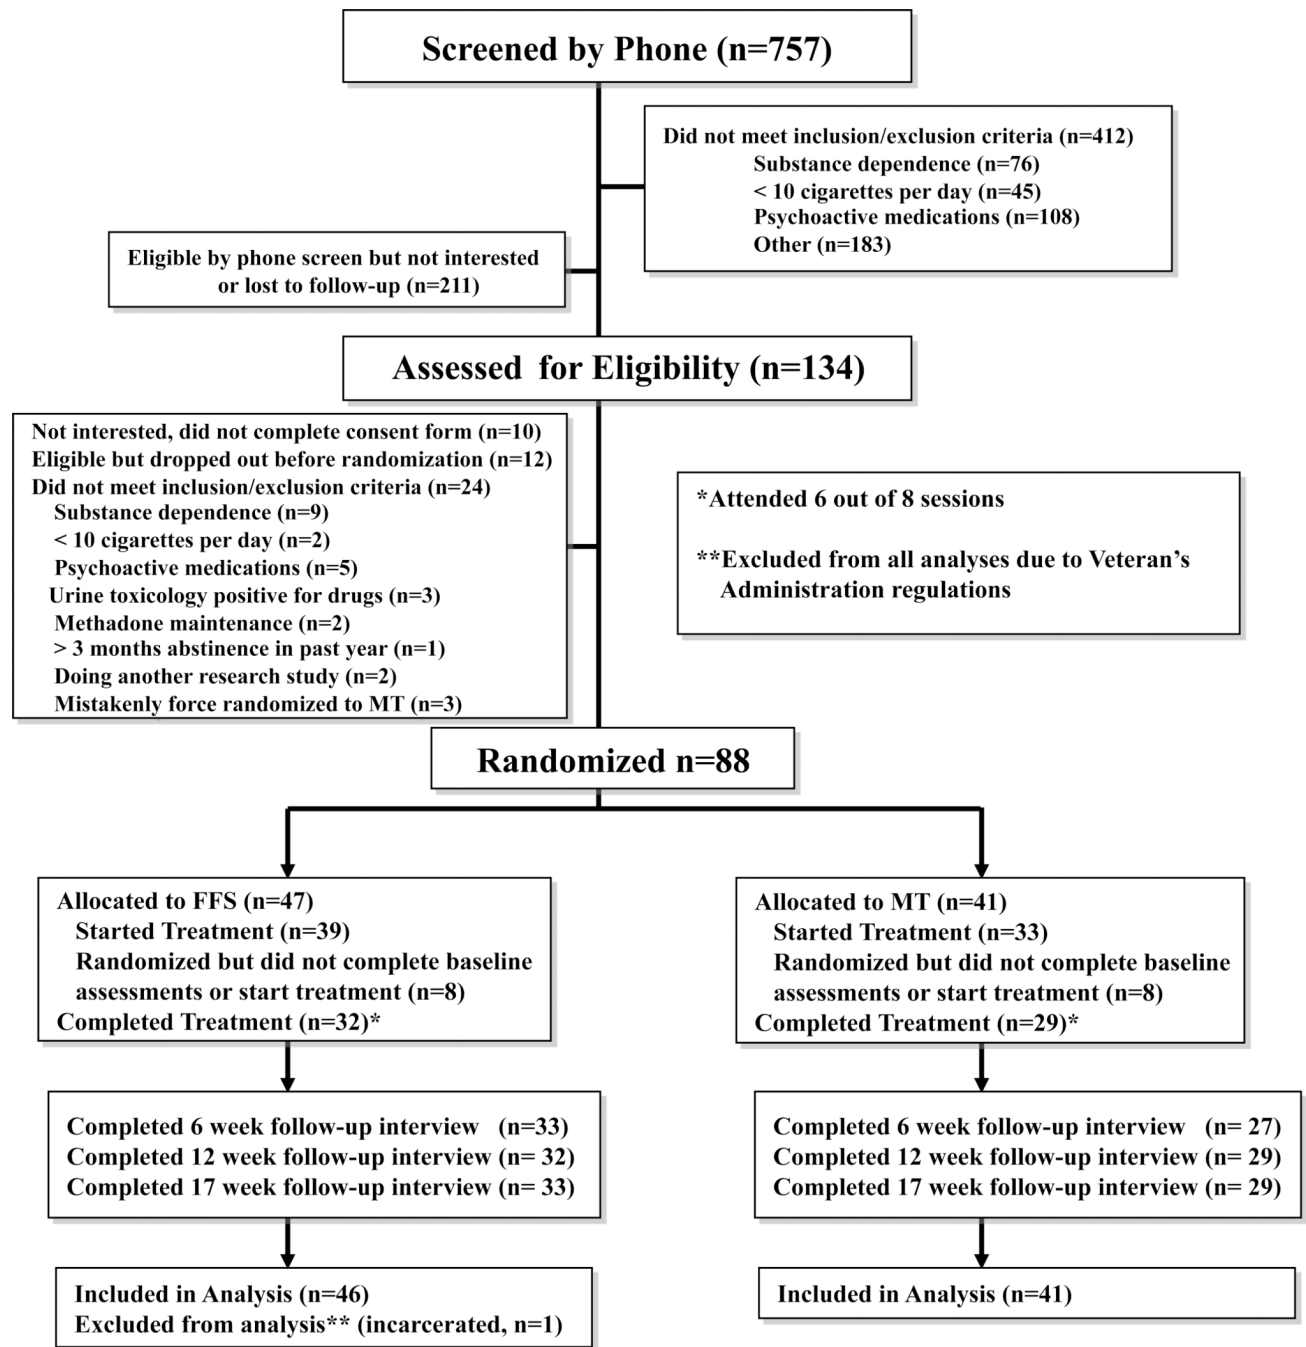 Screened by Phone (n=757)
Did not meet inclusion/exclusion criteria (n=412)
Substance dependence (n=76)
< 10 cigarettes per day (n=45)
Psychoactive medications (n=108)
Other (n=183)
Eligible by phone screen but not interested
or lost to follow-up (n=211)
Assessed for Eligibility (n=134)
Not interested, did not complete consent form (n=10)
Eligible but dropped out before randomization (n=12)
Did not meet inclusion/exclusion criteria (n=24)
Substance dependence (n=9)
< 10 cigarettes per day (n=2)
Psychoactive medications (n=5)
Urine toxicology positive for drugs (n=3)
Methadone maintenance (n=2)
> 3 months abstinence in past year (n=1)
Doing another research study (n=2)
Mistakenly force randomized to MT (n=3)
*Attended 6 out of 8 sessions
**Excluded from all analyses due to Veteran's
Administration regulations
Randomized n=88
Allocated to FFS (n=47)
Started Treatment (n=39)
Randomized but did not complete baseline
assessments or start treatment (n=8)
Completed Treatment (n=32)*
Allocated to MT (n=41)
Started Treatment (n=33)
Randomized but did not complete baseline
assessments or start treatment (n=8)
Completed Treatment (n=29)*
Completed 6 week follow-up interview (n=33)
Completed 12 week follow-up interview (n= 32)
Completed 17 week follow-up interview (n= 33)
Completed 6 week follow-up interview (n= 27)
Completed 12 week follow-up interview (n= 29)
Completed 17 week follow-up interview (n= 29)
Included in Analysis (n=46)
Excluded from analysis** (incarcerated, n=1)
Included in Analysis (n=41)